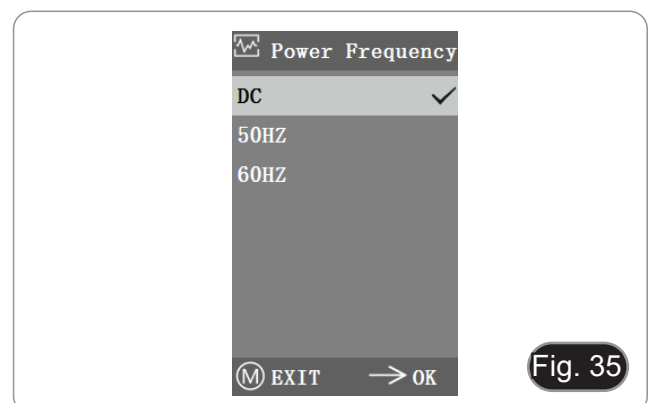 Power Frequency
DC
50HZ
60HZ
M EXIT → OK
Fig. 35